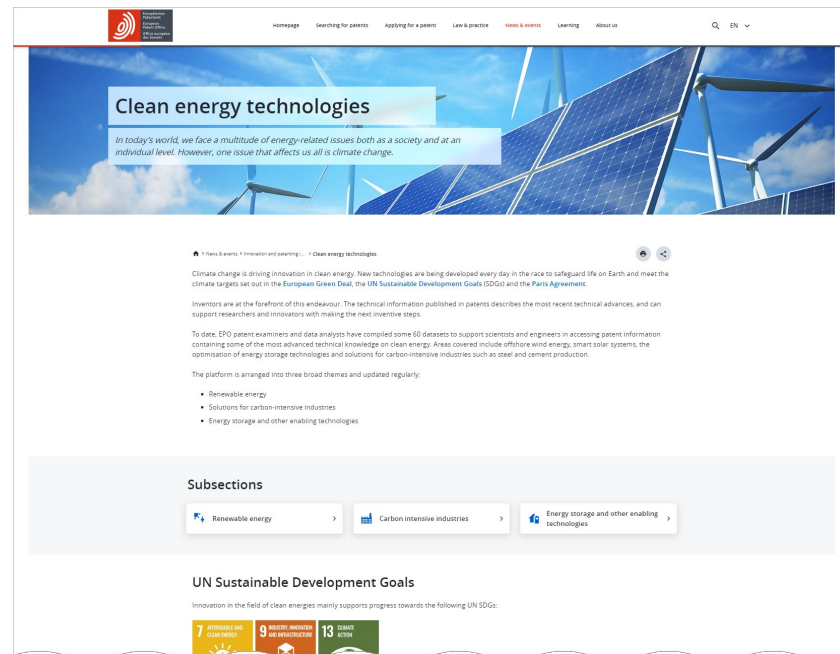 Europäisches
Patentamt
European
Patent Office
Office européen
des brevets
Homepage
Searching for patents
Applying for a patent
Law & practice
News & events
Learning
About us
EN
Clean energy technologies
In today's world, we face a multitude of energy-related issues both as a society and at an
individual level. However, one issue that affects us all is climate change.
> News & events > Innovation and patenting i... > Clean energy technologies
Climate change is driving innovation in clean energy. New technologies are being developed every day in the race to safeguard life on Earth and meet the
climate targets set out in the European Green Deal, the UN Sustainable Development Goals (SDGs) and the Paris Agreement.
Inventors are at the forefront of this endeavour. The technical information published in patents describes the most recent technical advances, and can
support researchers and innovators with making the next inventive steps.
To date, EPO patent examiners and data analysts have compiled some 60 datasets to support scientists and engineers in accessing patent information
containing some of the most advanced technical knowledge on clean energy. Areas covered include offshore wind energy, smart solar systems, the
optimisation of energy storage technologies and solutions for carbon-intensive industries such as steel and cement production.
The platform is arranged into three broad themes and updated regularly:
• Renewable energy
• Solutions for carbon-intensive industries
• Energy storage and other enabling technologies
Subsections
Renewable energy >
Carbon intensive industries >
Energy storage and other enabling
technologies >
UN Sustainable Development Goals
Innovation in the field of clean energies mainly supports progress towards the following UN SDGs:
7 AFFORDABLE AND
CLEAN ENERGY
9 INDUSTRY, INNOVATION
AND INFRASTRUCTURE
13 CLIMATE
ACTION